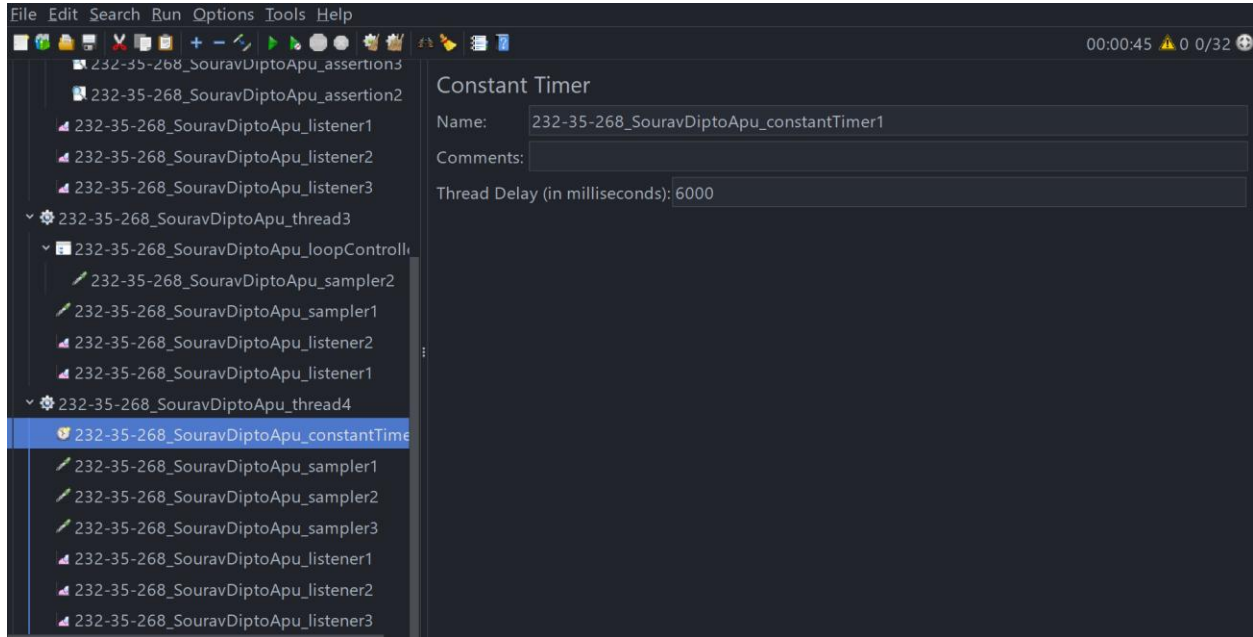 File Edit Search Run Options Tools Help
00:00:45 0 0/32
232-35-268_SouravDiptoApu_assertion3
232-35-268_SouravDiptoApu_assertion2
232-35-268_SouravDiptoApu_listener1
232-35-268_SouravDiptoApu_listener2
232-35-268_SouravDiptoApu_listener3
232-35-268_SouravDiptoApu_thread3
232-35-268_SouravDiptoApu_loopControlle
232-35-268_SouravDiptoApu_sampler2
232-35-268_SouravDiptoApu_sampler1
232-35-268_SouravDiptoApu_listener2
232-35-268_SouravDiptoApu_listener1
232-35-268_SouravDiptoApu_thread4
232-35-268_SouravDiptoApu_constantTime
232-35-268_SouravDiptoApu_sampler1
232-35-268_SouravDiptoApu_sampler2
232-35-268_SouravDiptoApu_sampler3
232-35-268_SouravDiptoApu_listener1
232-35-268_SouravDiptoApu_listener2
232-35-268_SouravDiptoApu_listener3
Constant Timer
Name: 232-35-268_SouravDiptoApu_constantTimer1
Comments:
Thread Delay (in milliseconds): 6000